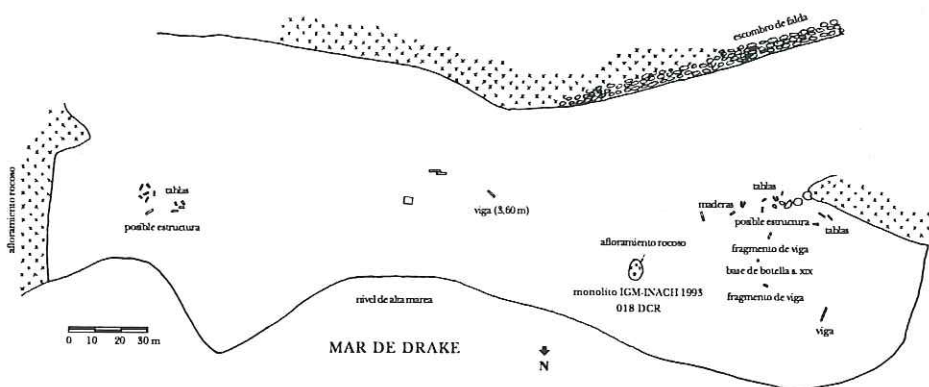 escombro de falda
afloramiento rocoso
tablas
posible estructura
viga (3,60 m)
tablas
maderas
posible estructura
tablas
fragmento de viga
afloramiento rocoso
base de botella s. XIX
monolito IGM-INACH 1993
018 DCR
fragmento de viga
nivel de alta marea
viga
0 10 20 30 m
MAR DE DRAKE
N